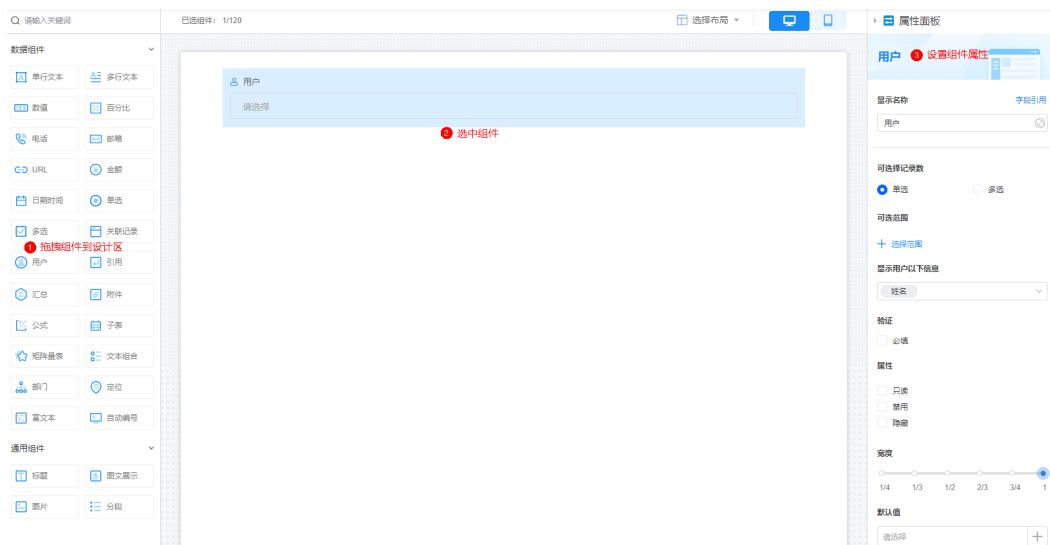 请输入关键词
已选组件： 1/120
选择布局
属性面板
数据组件
单行文本
多行文本
数值
百分比
电话
邮箱
URL
金额
日期时间
单选
多选
关联记录
1 拖拽组件到设计区
用户
引用
汇总
附件
公式
子表
矩阵量表
文本组合
部门
定位
富文本
自动编号
通用组件
标题
图文展示
图片
分段
用户
请选择
2 选中组件
用户
3 设置组件属性
显示名称
字段引用
用户
可选择记录数
单选
多选
可选范围
选择范围
显示用户以下信息
姓名
验证
必填
属性
只读
禁用
隐藏
宽度
1/4 1/3 1/2 2/3 3/4 1
默认值
请选择